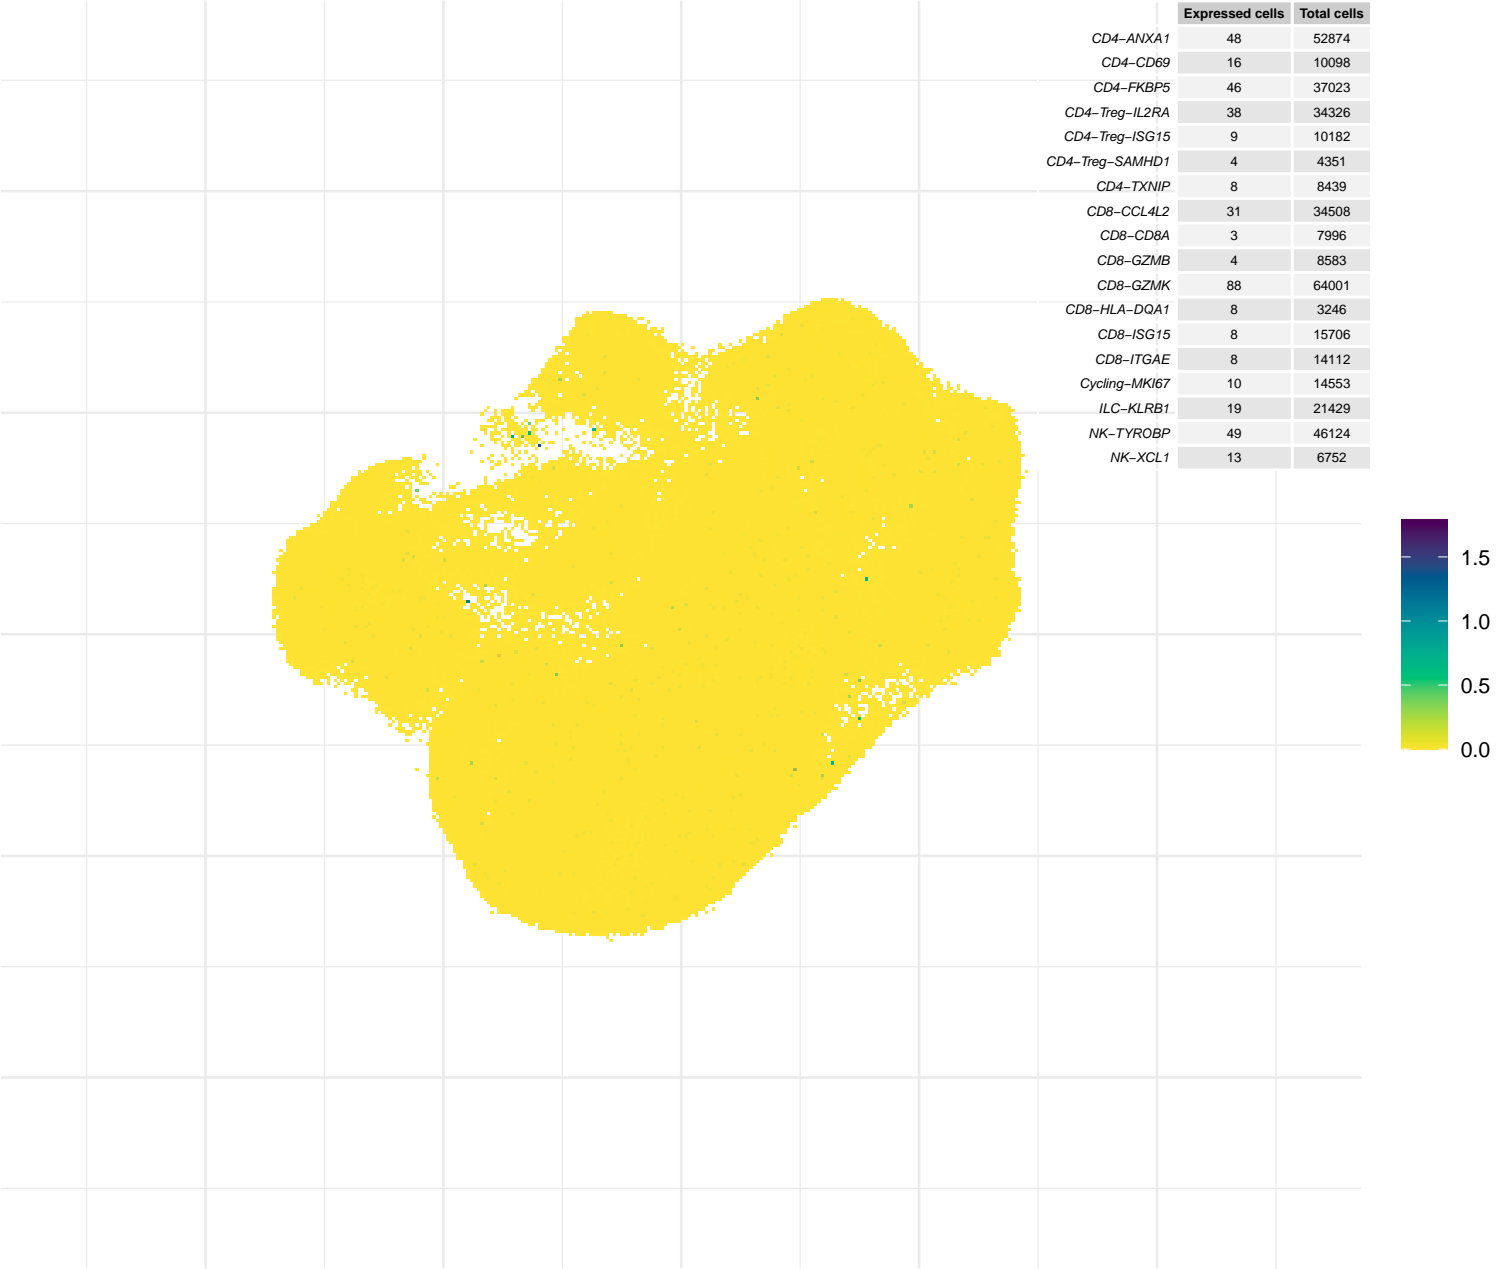 Expressed cells Total cells
CD4−ANXA1 48 52874
CD4−CD69 16 10098
CD4−FKBP5 46 37023
CD4−Treg−IL2RA 38 34326
CD4−Treg−ISG15 9 10182
CD4−Treg−SAMHD1 4 4351
CD4−TXNIP 8 8439
CD8−CCL4L2 31 34508
CD8−CD8A 3 7996
CD8−GZMB 4 8583
CD8−GZMK 88 64001
CD8−HLA−DQA1 8 3246
CD8−ISG15 8 15706
CD8−ITGAE 8 14112
Cycling−MKI67 10 14553
ILC−KLRB1 19 21429
NK−TYROBP 49 46124
NK−XCL1 13 6752
1.5
1.0
0.5
0.0